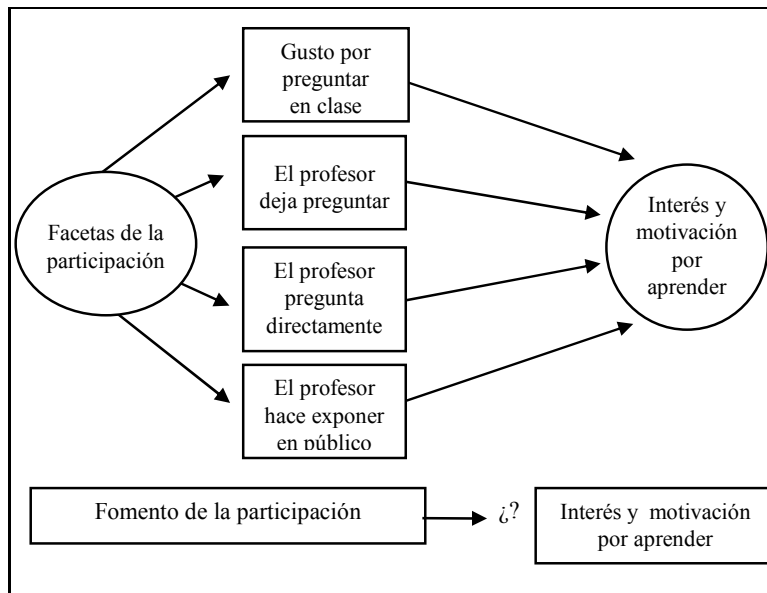 Gusto por
preguntar
en clase
El profesor
deja preguntar
Facetas de la
participación
El profesor
pregunta
directamente
El profesor
hace exponer
en público
Interés y
motivación
por
aprender
Fomento de la participación
¿?
Interés y motivación
por aprender